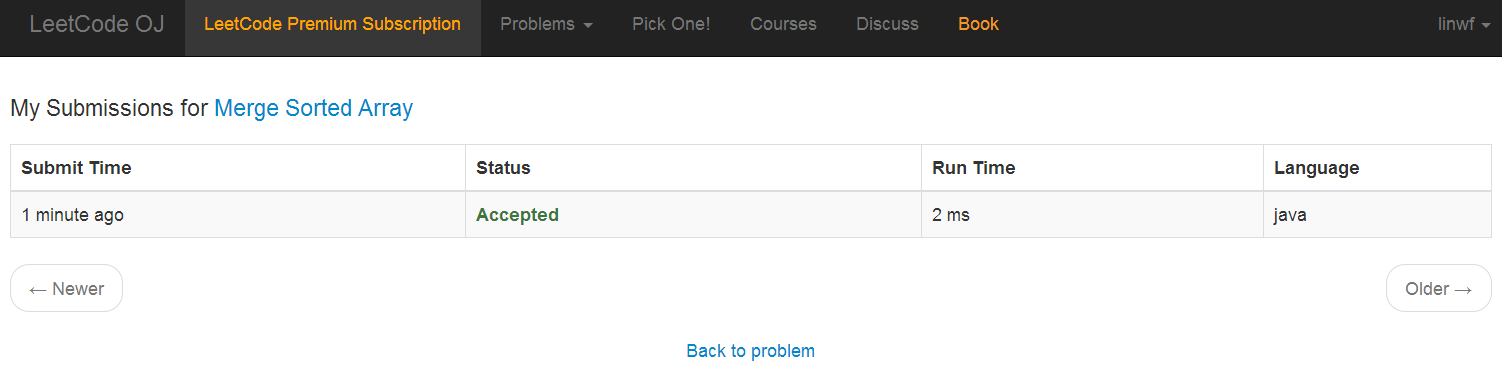 LeetCode OJ LeetCode Premium Subscription Problems Pick One! Courses Discuss Book linwf
My Submissions for Merge Sorted Array
Submit Time Status Run Time Language
1 minute ago Accepted 2 ms java
← Newer Older →
Back to problem